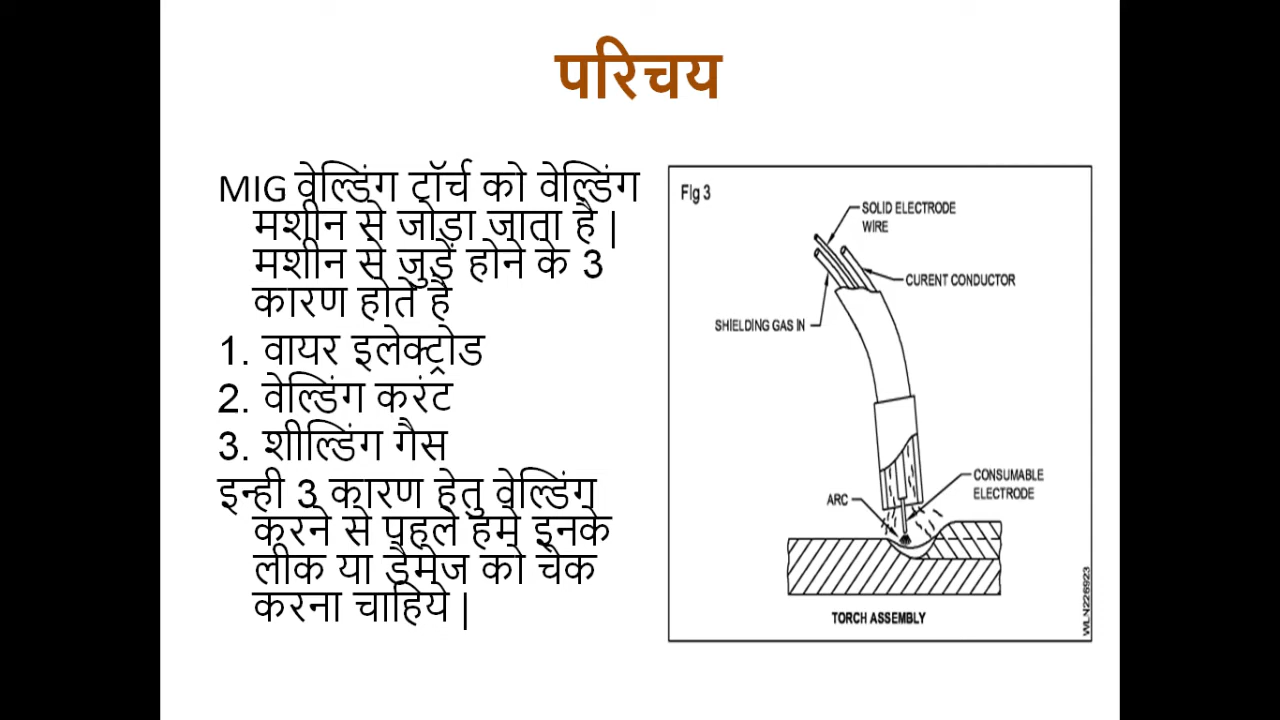 परिचय
MIG वेल्डिंग टॉर्च को वेल्डिंग
मशीन से जोड़ा जाता है |
मशीन से जुड़ें होने के 3
कारण होते है
1. वायर इलेक्ट्रोड
2. वेल्डिंग करंट
3. शील्डिंग गैस
इन्ही 3 कारण हेतु वेल्डिंग
करने से पहले हमे इनके
लीक या डैमेज को चेक
करना चाहिये |
Fig 3
SOLID ELECTRODE
WIRE
CURENT CONDUCTOR
SHIELDING GAS IN
CONSUMABLE
ELECTRODE
ARC
TORCH ASSEMBLY
WLN226923